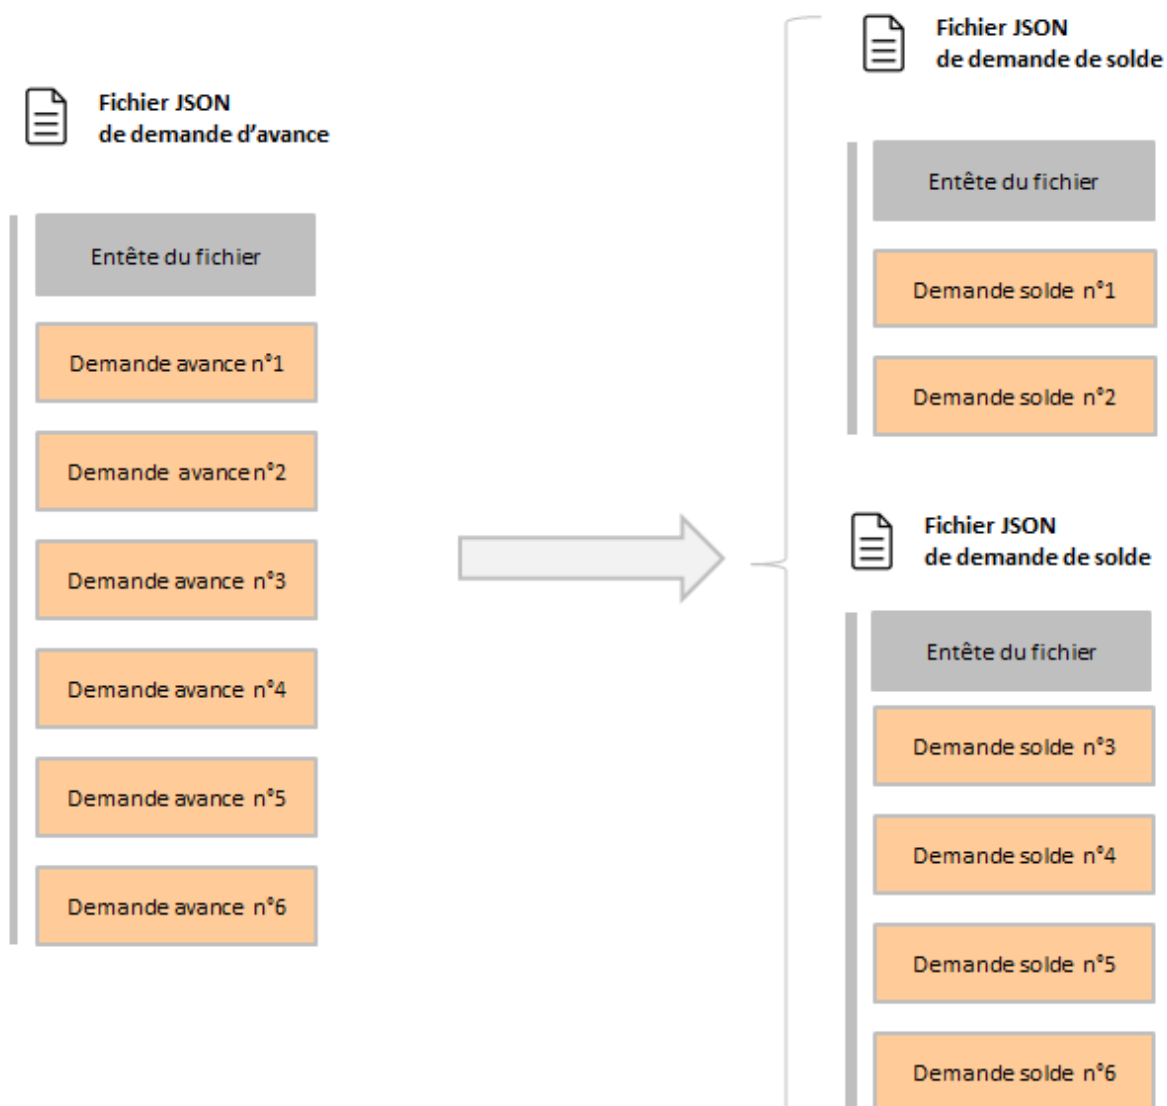 Fichier JSON
de demande d'avance
Entête du fichier
Demande avance n°1
Demande avance n°2
Demande avance n°3
Demande avance n°4
Demande avance n°5
Demande avance n°6
Fichier JSON
de demande de solde
Entête du fichier
Demande solde n°1
Demande solde n°2
Fichier JSON
de demande de solde
Entête du fichier
Demande solde n°3
Demande solde n°4
Demande solde n°5
Demande solde n°6